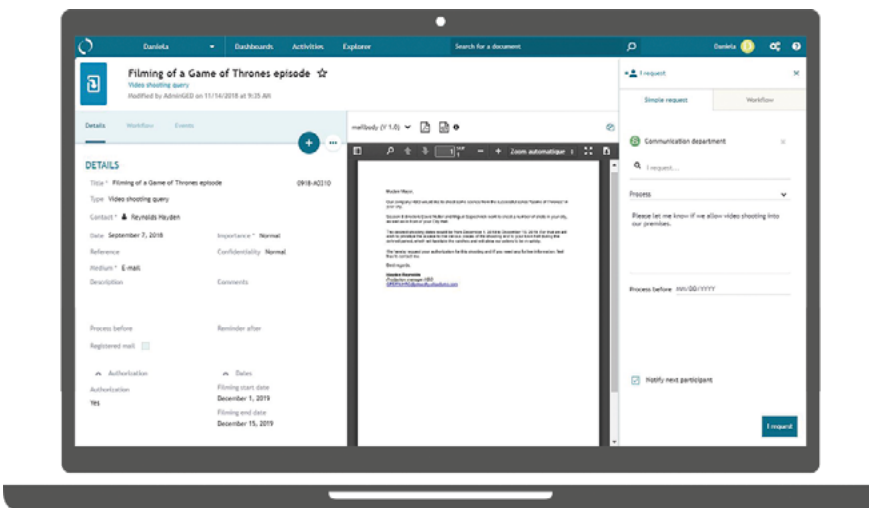 Daniela
Dashboards
Activities
Explorer
Search for a document
Daniela
Filming of a Game of Thrones episode
Video shooting query
Modified by AdminGED on 11/14/2018 at 9:35 AM
Details
Workflow
Events
DETAILS
Title * Filming of a Game of Thrones episode
0918-A0210
Type Video shooting query
Contact * Reynolds Hayden
Date September 7, 2018
Importance * Normal
Reference
Confidentiality Normal
Medium * E-mail
Description
Comments
Process before
Reminder after
Registered mail
Authorization
Dates
Authorization
Yes
Filming start date
December 1, 2019
Filming end date
December 15, 2019
mailbody (V 1.0)
1
Zoom automatique
Madam Mayor,
Best regards,
I request
Simple request
Workflow
Communication department
I request...
Process
Please let me know if we allow video shooting into
our premises.
Process before mm/DD/YYYY
Notify next participant
I request